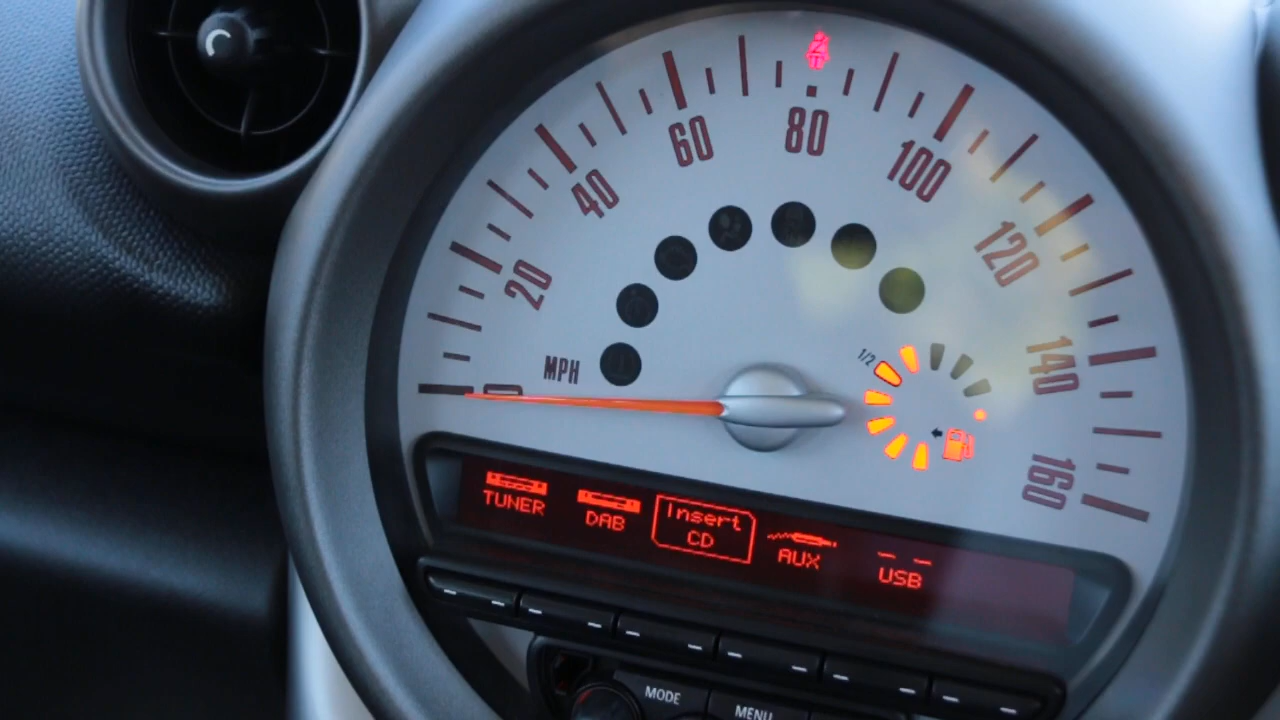 0
20
40
60
80
100
120
140
160
MPH
1/2
TUNER
DAB
Insert
CD
AUX
USB
MODE
MENU